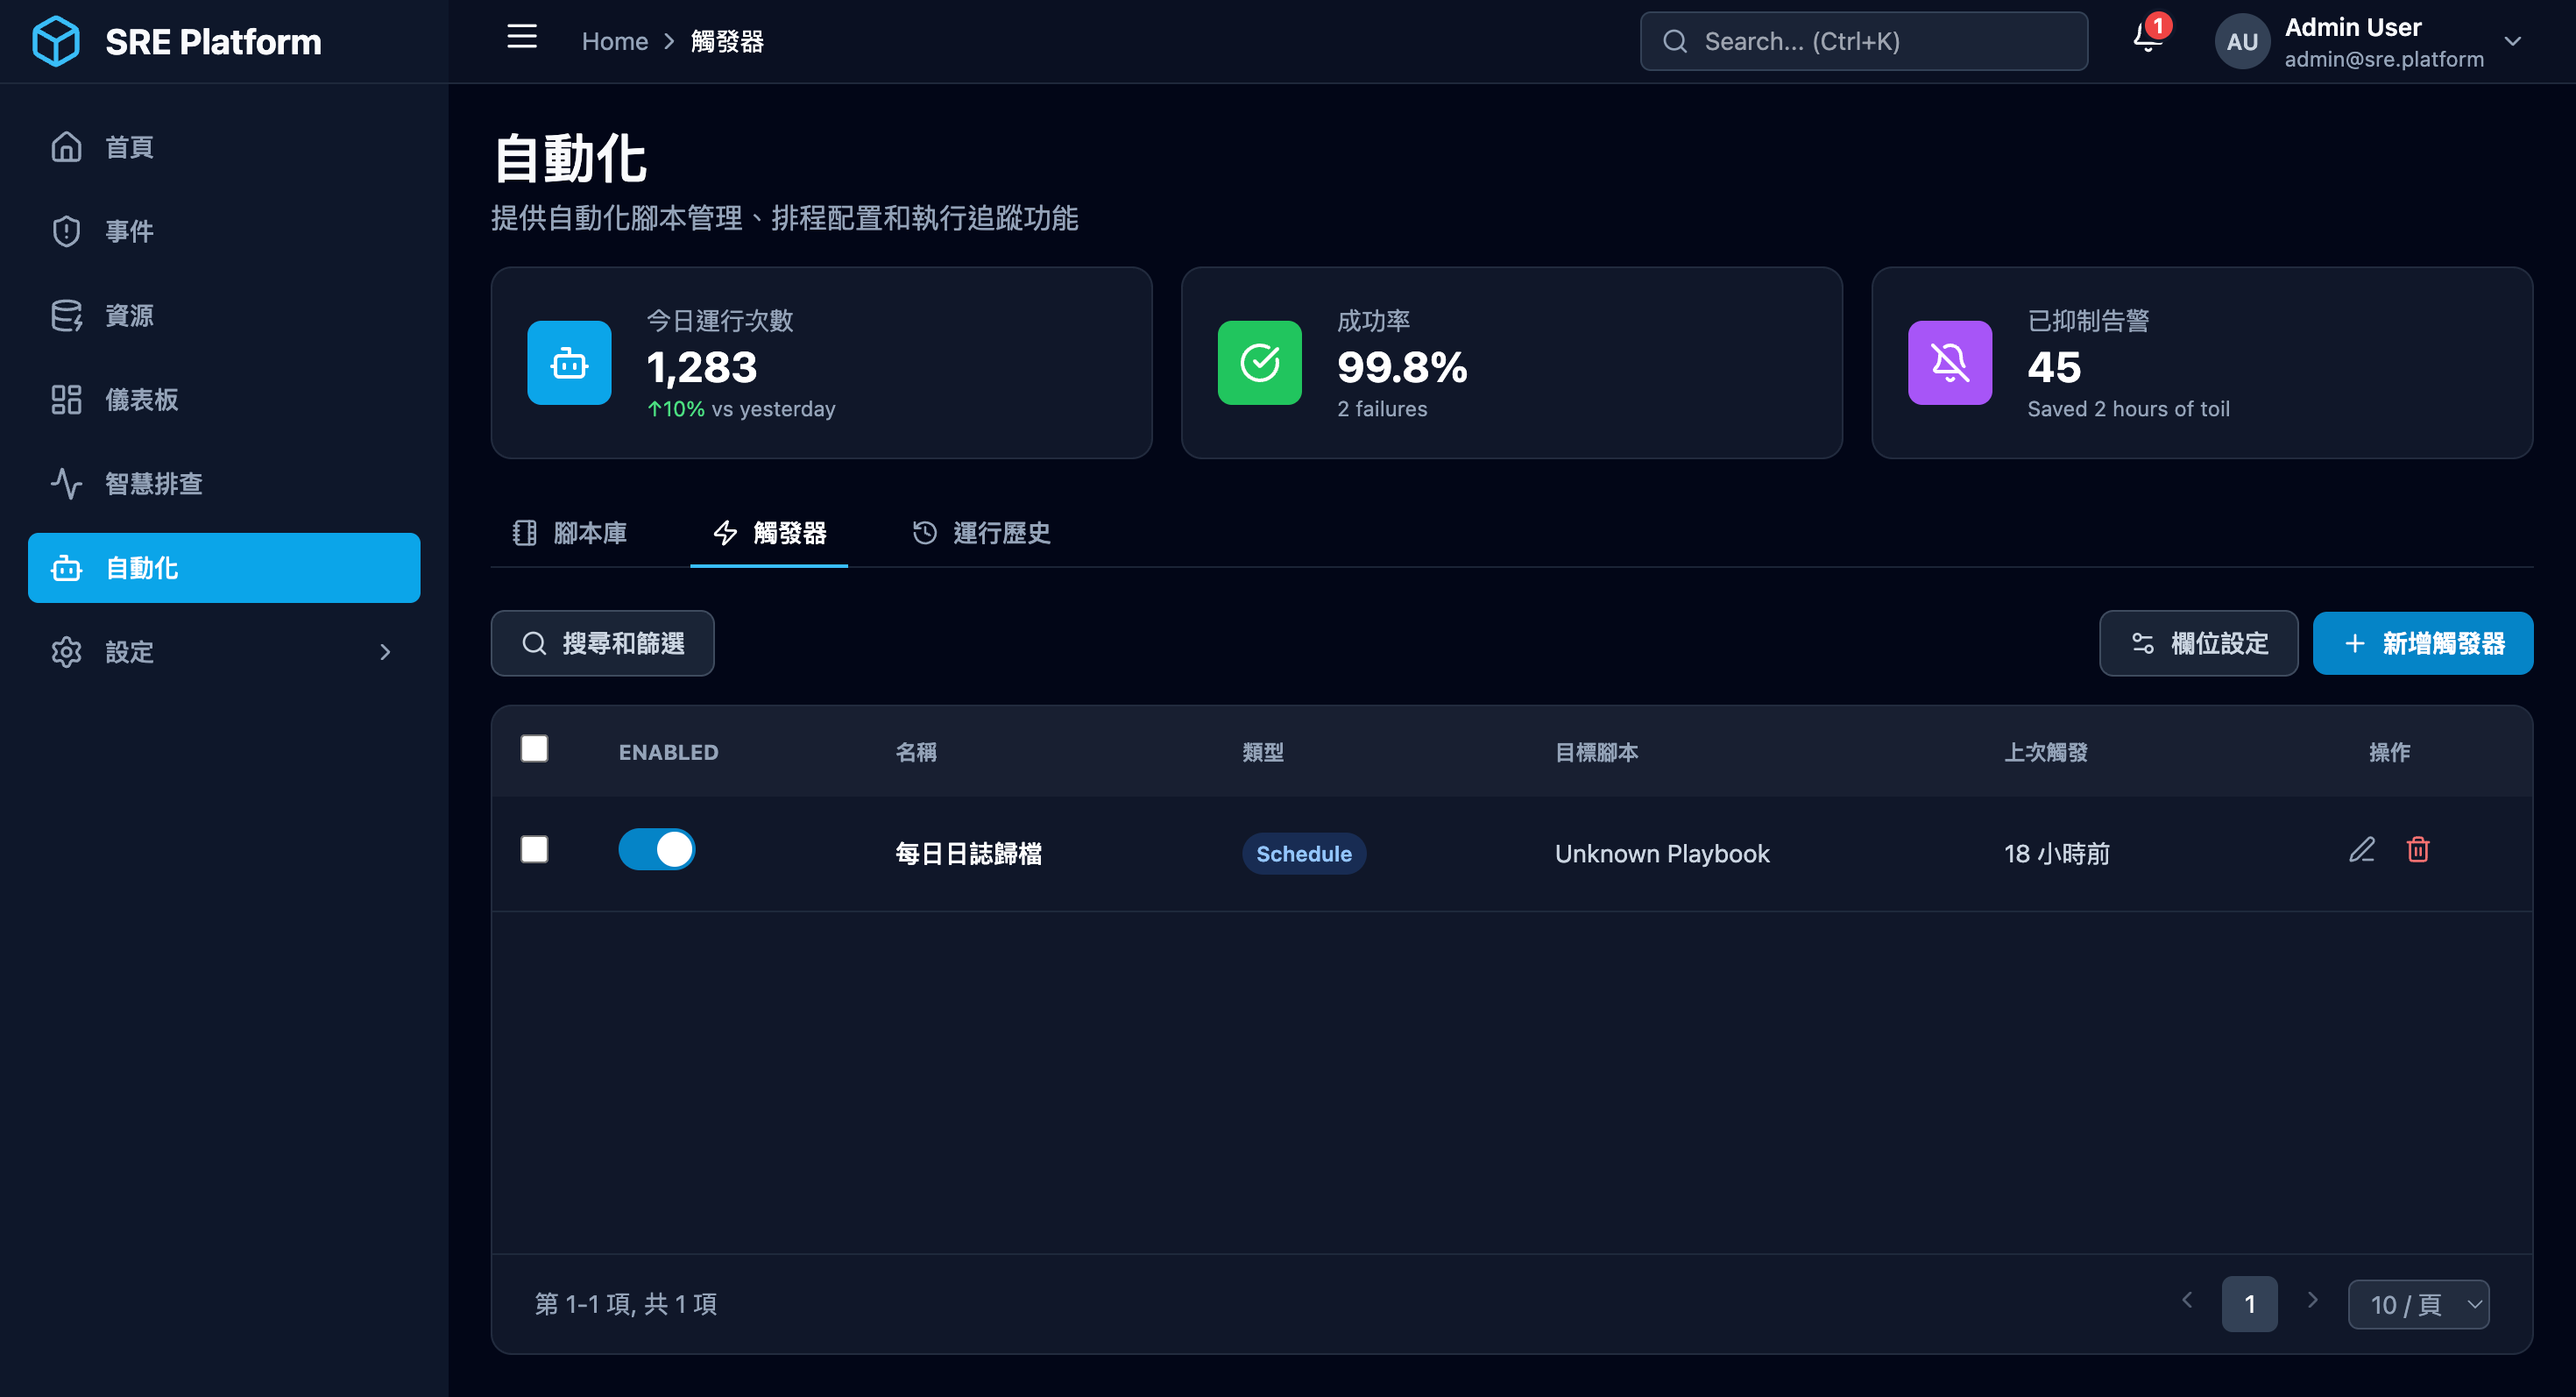 SRE Platform
Home > 觸發器
Search... (Ctrl+K)
1
AU
Admin User
admin@sre.platform
首頁
事件
資源
儀表板
智慧排查
自動化
設定
自動化
提供自動化腳本管理、排程配置和執行追蹤功能
今日運行次數
1,283
↑10% vs yesterday
成功率
99.8%
2 failures
已抑制告警
45
Saved 2 hours of toil
腳本庫 觸發器 運行歷史
搜尋和篩選
欄位設定
新增觸發器
ENABLED 名稱 類型 目標腳本 上次觸發 操作
每日日誌歸檔 Schedule Unknown Playbook 18 小時前
第 1-1 項, 共 1 項
1
10 / 頁